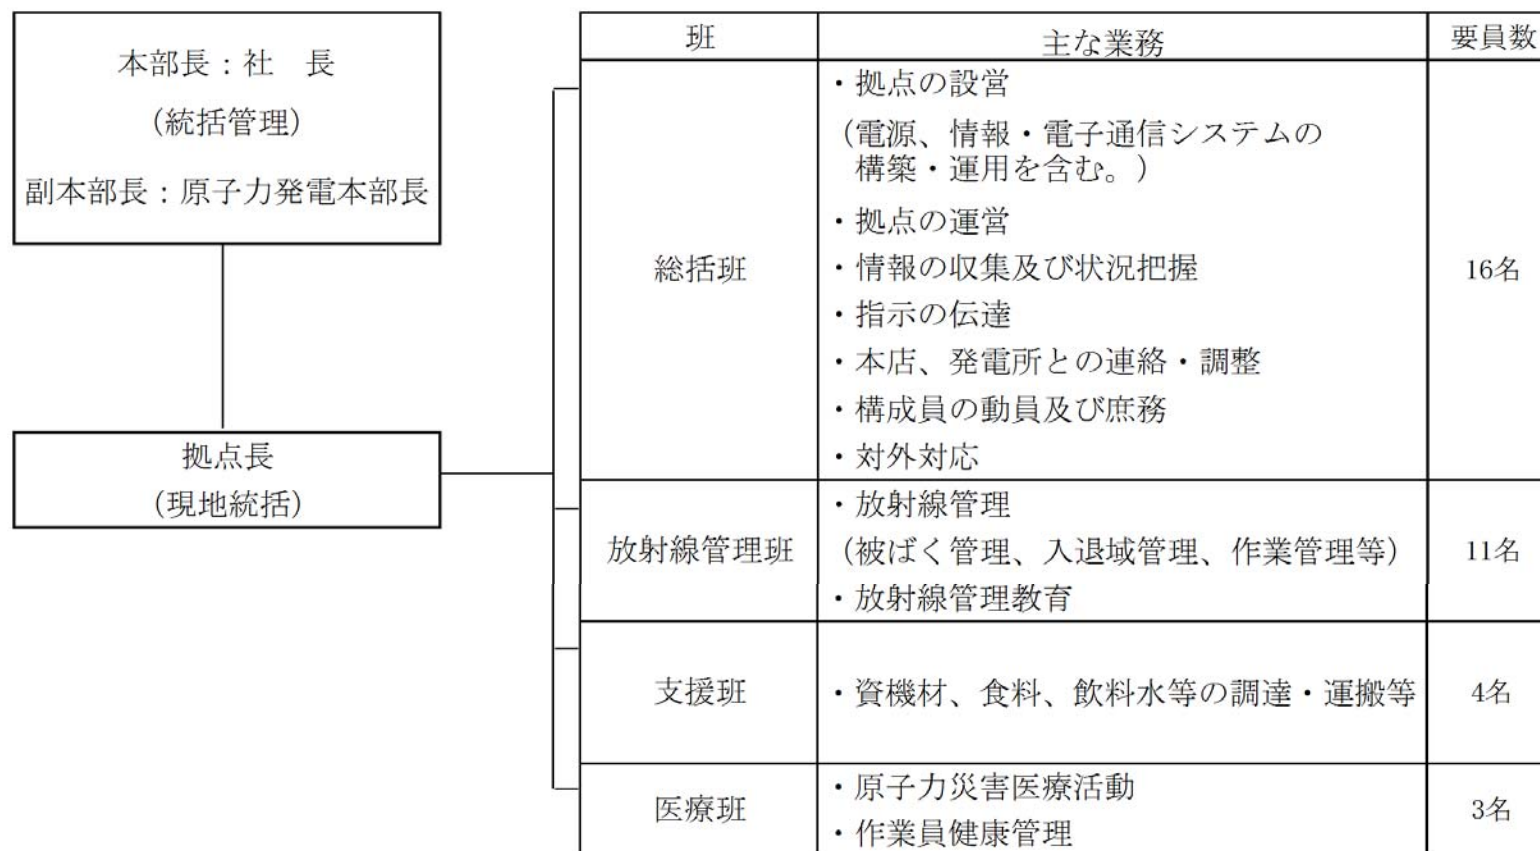 本部長：社　長
（統括管理）
副本部長：原子力発電本部長
拠点長
（現地統括）
班
主な業務
要員数
総括班
・拠点の設営
（電源、情報・電子通信システムの
構築・運用を含む。）
・拠点の運営
・情報の収集及び状況把握
・指示の伝達
・本店、発電所との連絡・調整
・構成員の動員及び庶務
・対外対応
16名
放射線管理班
・放射線管理
（被ばく管理、入退域管理、作業管理等）
・放射線管理教育
11名
支援班
・資機材、食料、飲料水等の調達・運搬等
4名
医療班
・原子力災害医療活動
・作業員健康管理
3名